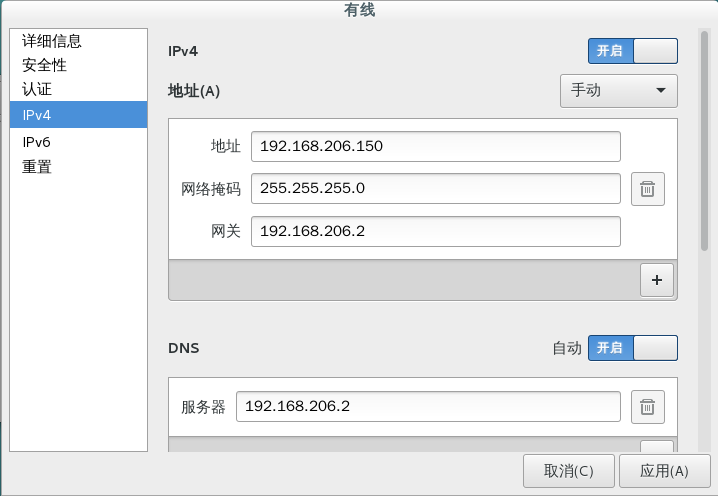 有线
详细信息
安全性
认证
IPv4
IPv6
重置
IPv4 开启
地址(A) 手动
地址 192.168.206.150
网络掩码 255.255.255.0
网关 192.168.206.2
+
DNS 自动 开启
服务器 192.168.206.2
取消(C) 应用(A)